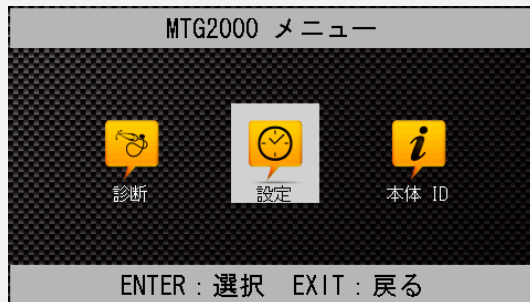 MTG2000 メニュー
診断
設定
本体 ID
ENTER：選択 EXIT：戻る